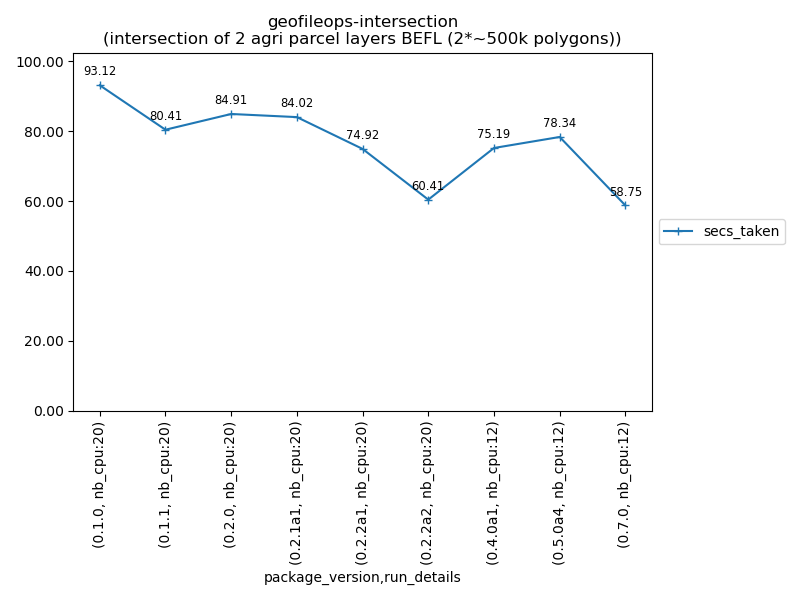 geofileops-intersection
(intersection of 2 agri parcel layers BEFL (2*~500k polygons))
100.00
80.00
60.00
40.00
20.00
0.00
93.12
80.41
84.91
84.02
74.92
60.41
75.19
78.34
58.75
secs_taken
(0.1.0, nb_cpu:20)
(0.1.1, nb_cpu:20)
(0.2.0, nb_cpu:20)
(0.2.1a1, nb_cpu:20)
(0.2.2a1, nb_cpu:20)
(0.2.2a2, nb_cpu:20)
(0.4.0a1, nb_cpu:12)
(0.5.0a4, nb_cpu:12)
(0.7.0, nb_cpu:12)
package_version,run_details